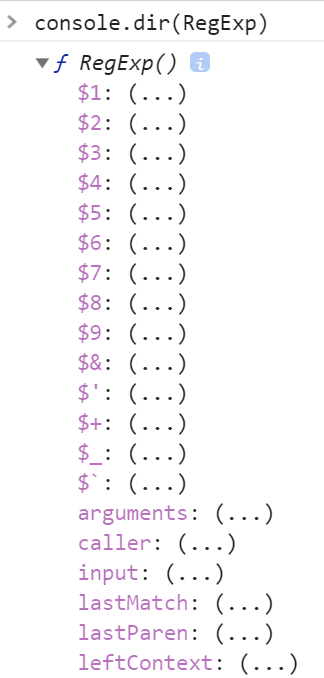 > console.dir(RegExp)
▼ƒ RegExp() i
$1: (...)
$2: (...)
$3: (...)
$4: (...)
$5: (...)
$6: (...)
$7: (...)
$8: (...)
$9: (...)
$&: (...)
$': (...)
$+: (...)
$_: (...)
$`: (...)
arguments: (...)
caller: (...)
input: (...)
lastMatch: (...)
lastParen: (...)
leftContext: (...)